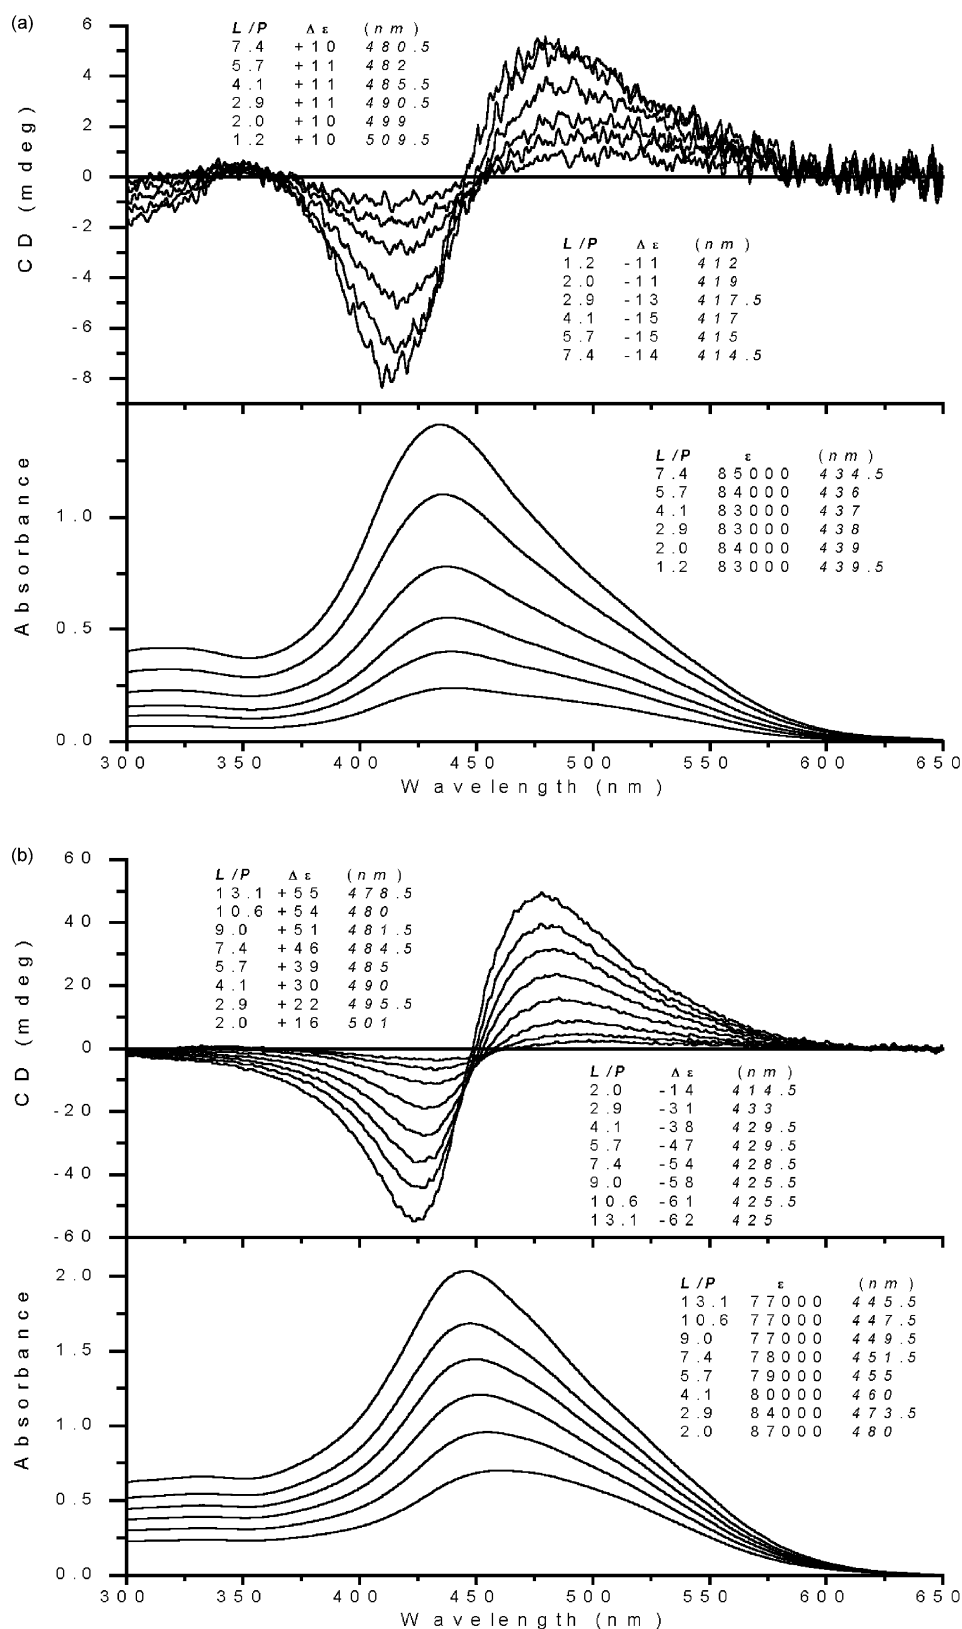 (a)
6
4
2
0
-2
-4
-6
-8
CD (mdeg)
L/P Δε (nm)
7.4 +10 480.5
5.7 +11 482
4.1 +11 485.5
2.9 +11 490.5
2.0 +10 499
1.2 +10 509.5
L/P Δε (nm)
1.2 -11 412
2.0 -11 419
2.9 -13 417.5
4.1 -15 417
5.7 -15 415
7.4 -14 414.5
1.0
0.5
0.0
Absorbance
L/P ε (nm)
7.4 85000 434.5
5.7 84000 436
4.1 83000 437
2.9 83000 438
2.0 84000 439
1.2 83000 439.5
300 350 400 450 500 550 600 650
Wavelength (nm)
(b)
60
40
20
0
-20
-40
-60
CD (mdeg)
L/P Δε (nm)
13.1 +55 478.5
10.6 +54 480
9.0 +51 481.5
7.4 +46 484.5
5.7 +39 485
4.1 +30 490
2.9 +22 495.5
2.0 +16 501
L/P Δε (nm)
2.0 -14 414.5
2.9 -31 433
4.1 -38 429.5
5.7 -47 429.5
7.4 -54 428.5
9.0 -58 425.5
10.6 -61 425.5
13.1 -62 425
2.0
1.5
1.0
0.5
0.0
Absorbance
L/P ε (nm)
13.1 77000 445.5
10.6 77000 447.5
9.0 77000 449.5
7.4 78000 451.5
5.7 79000 455
4.1 80000 460
2.9 84000 473.5
2.0 87000 480
300 350 400 450 500 550 600 650
Wavelength (nm)